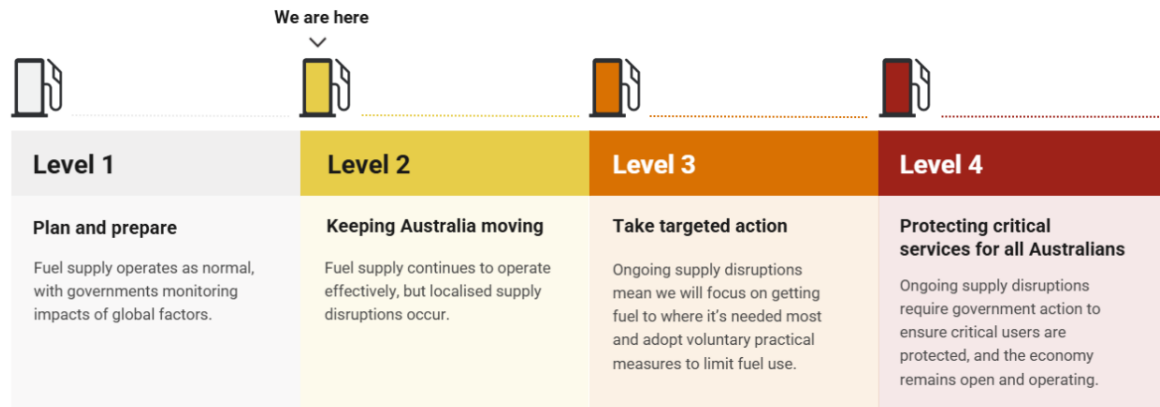 We are here
Level 1
Plan and prepare
Fuel supply operates as normal,
with governments monitoring
impacts of global factors.
Level 2
Keeping Australia moving
Fuel supply continues to operate
effectively, but localised supply
disruptions occur.
Level 3
Take targeted action
Ongoing supply disruptions
mean we will focus on getting
fuel to where it’s needed most
and adopt voluntary practical
measures to limit fuel use.
Level 4
Protecting critical
services for all Australians
Ongoing supply disruptions
require government action to
ensure critical users are
protected, and the economy
remains open and operating.